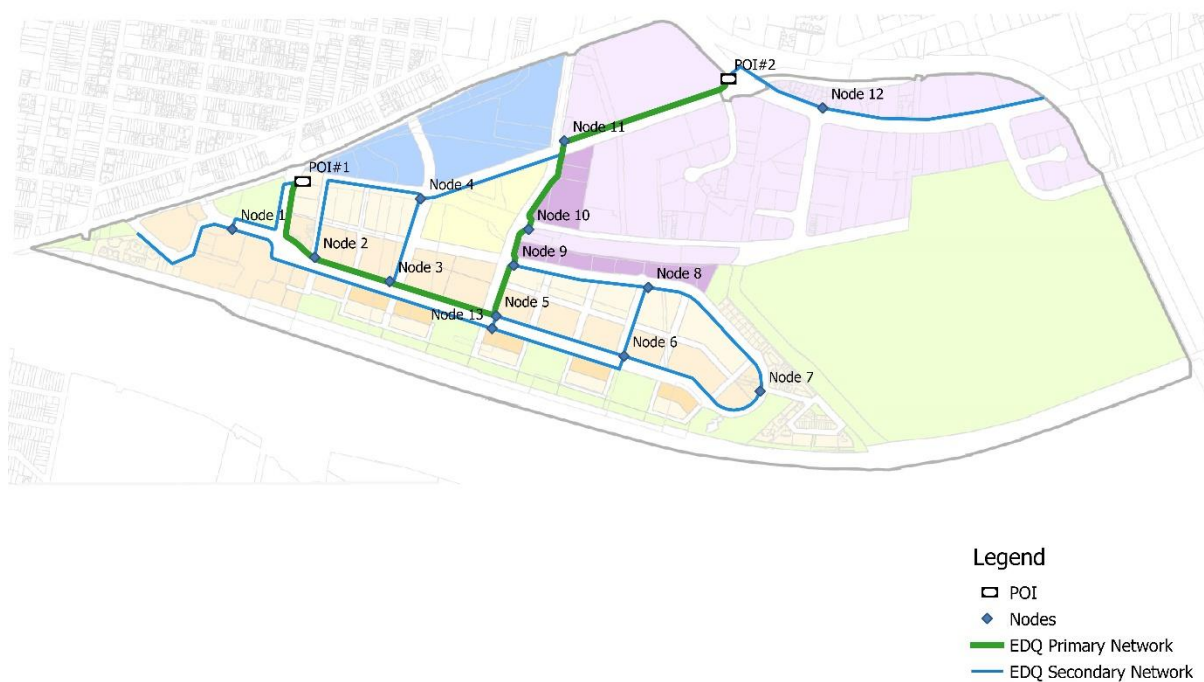 POI#2
Node 12
Node 11
POI#1
Node 4
Node 1
Node 10
Node 2
Node 9
Node 3
Node 8
Node 5
Node 13
Node 6
Node 7
Legend
POI
Nodes
EDQ Primary Network
EDQ Secondary Network